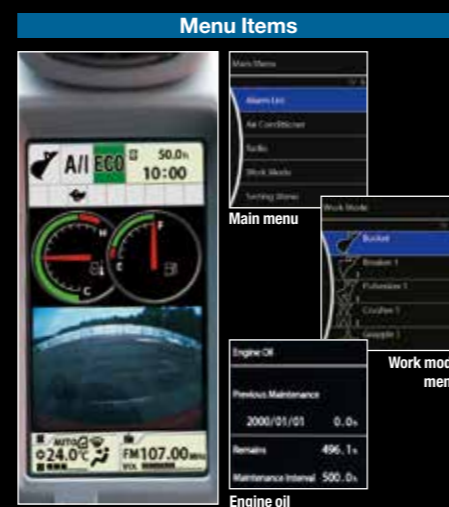 Menu Items
A/I ECO 50.0h
10:00
H
C
F
E
AUTO
24.0°C FM107.00MHz
VOL
Main Menu
Alarm List
Air Conditioner
Radio
Work Mode
Setting Menu
Main menu
Work Mode
Bucket
Breaker 1
Pulverizer 1
Crusher 1
Grapple 1
Work mod
men
Engine Oil
Previous Maintenance
2000/01/01 0.0h
Remains 496.1h
Maintenance Interval 500.0h
Engine oil